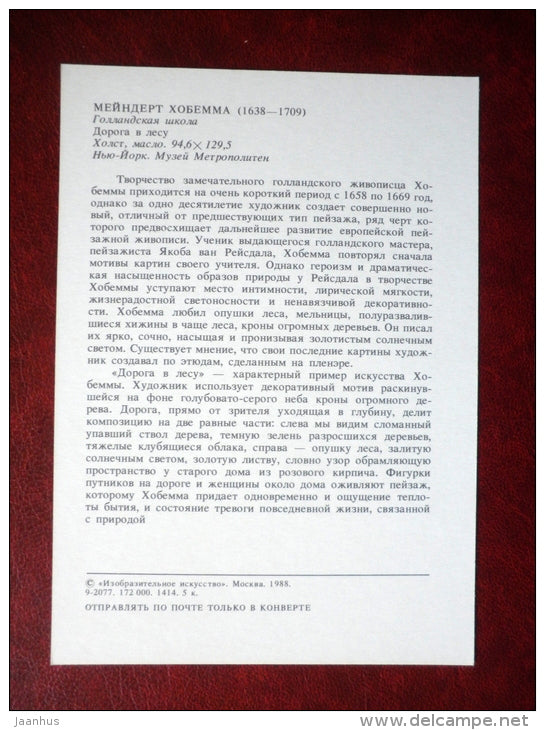 МЕЙНДЕРТ ХОБЕММА (1638—1709)
Голландская школа
Дорога в лесу
Холст, масло. 94,6×129,5
Нью-Йорк. Музей Метрополитен
Творчество замечательного голландского живописца Хо-
беммы приходится на очень короткий период с 1658 по 1669 год,
однако за одно десятилетие художник создает совершенно но-
вый, отличный от предшествующих тип пейзажа, ряд черт ко-
торого предвосхищает дальнейшее развитие европейской пей-
зажной живописи. Ученик выдающегося голландского мастера,
пейзажиста Якоба ван Рейсдала, Хобемма повторял сначала
мотивы картин своего учителя. Однако героизм и драматичес-
кая насыщенность образов природы у Рейсдала в творчестве
Хобеммы уступают место интимности, лирической мягкости,
жизнерадостной светоносности и ненавязчивой декоративно-
сти. Хобемма любил опушки леса, мельницы, полуразвалив-
шиеся хижины в чаще леса, кроны огромных деревьев. Он писал
их ярко, сочно, насыщая и пронизывая золотистым солнечным
светом. Существует мнение, что свои последние картины худож-
ник создавал по этюдам, сделанным на пленэре.
«Дорога в лесу» — характерный пример искусства Хо-
беммы. Художник использует декоративный мотив раскинув-
шейся на фоне голубовато-серого неба кроны огромного де-
рева. Дорога, прямо от зрителя уходящая в глубину, делит
композицию на две равные части: слева мы видим сломанный
упавший ствол дерева, темную зелень разросшихся деревьев,
тяжелые клубящиеся облака, справа — опушку леса, залитую
солнечным светом, золотую листву, словно узор обрамляющую
пространство у старого дома из розового кирпича. Фигурки
путников на дороге и женщины около дома оживляют пейзаж,
которому Хобемма придает одновременно и ощущение тепло-
ты бытия, и состояние тревоги повседневной жизни, связанной
с природой
© «Изобразительное искусство». Москва. 1988.
9-2077. 172 000. 1414. 5 к.
ОТПРАВЛЯТЬ ПО ПОЧТЕ ТОЛЬКО В КОНВЕРТЕ
jaanhus
www.delcampe.net